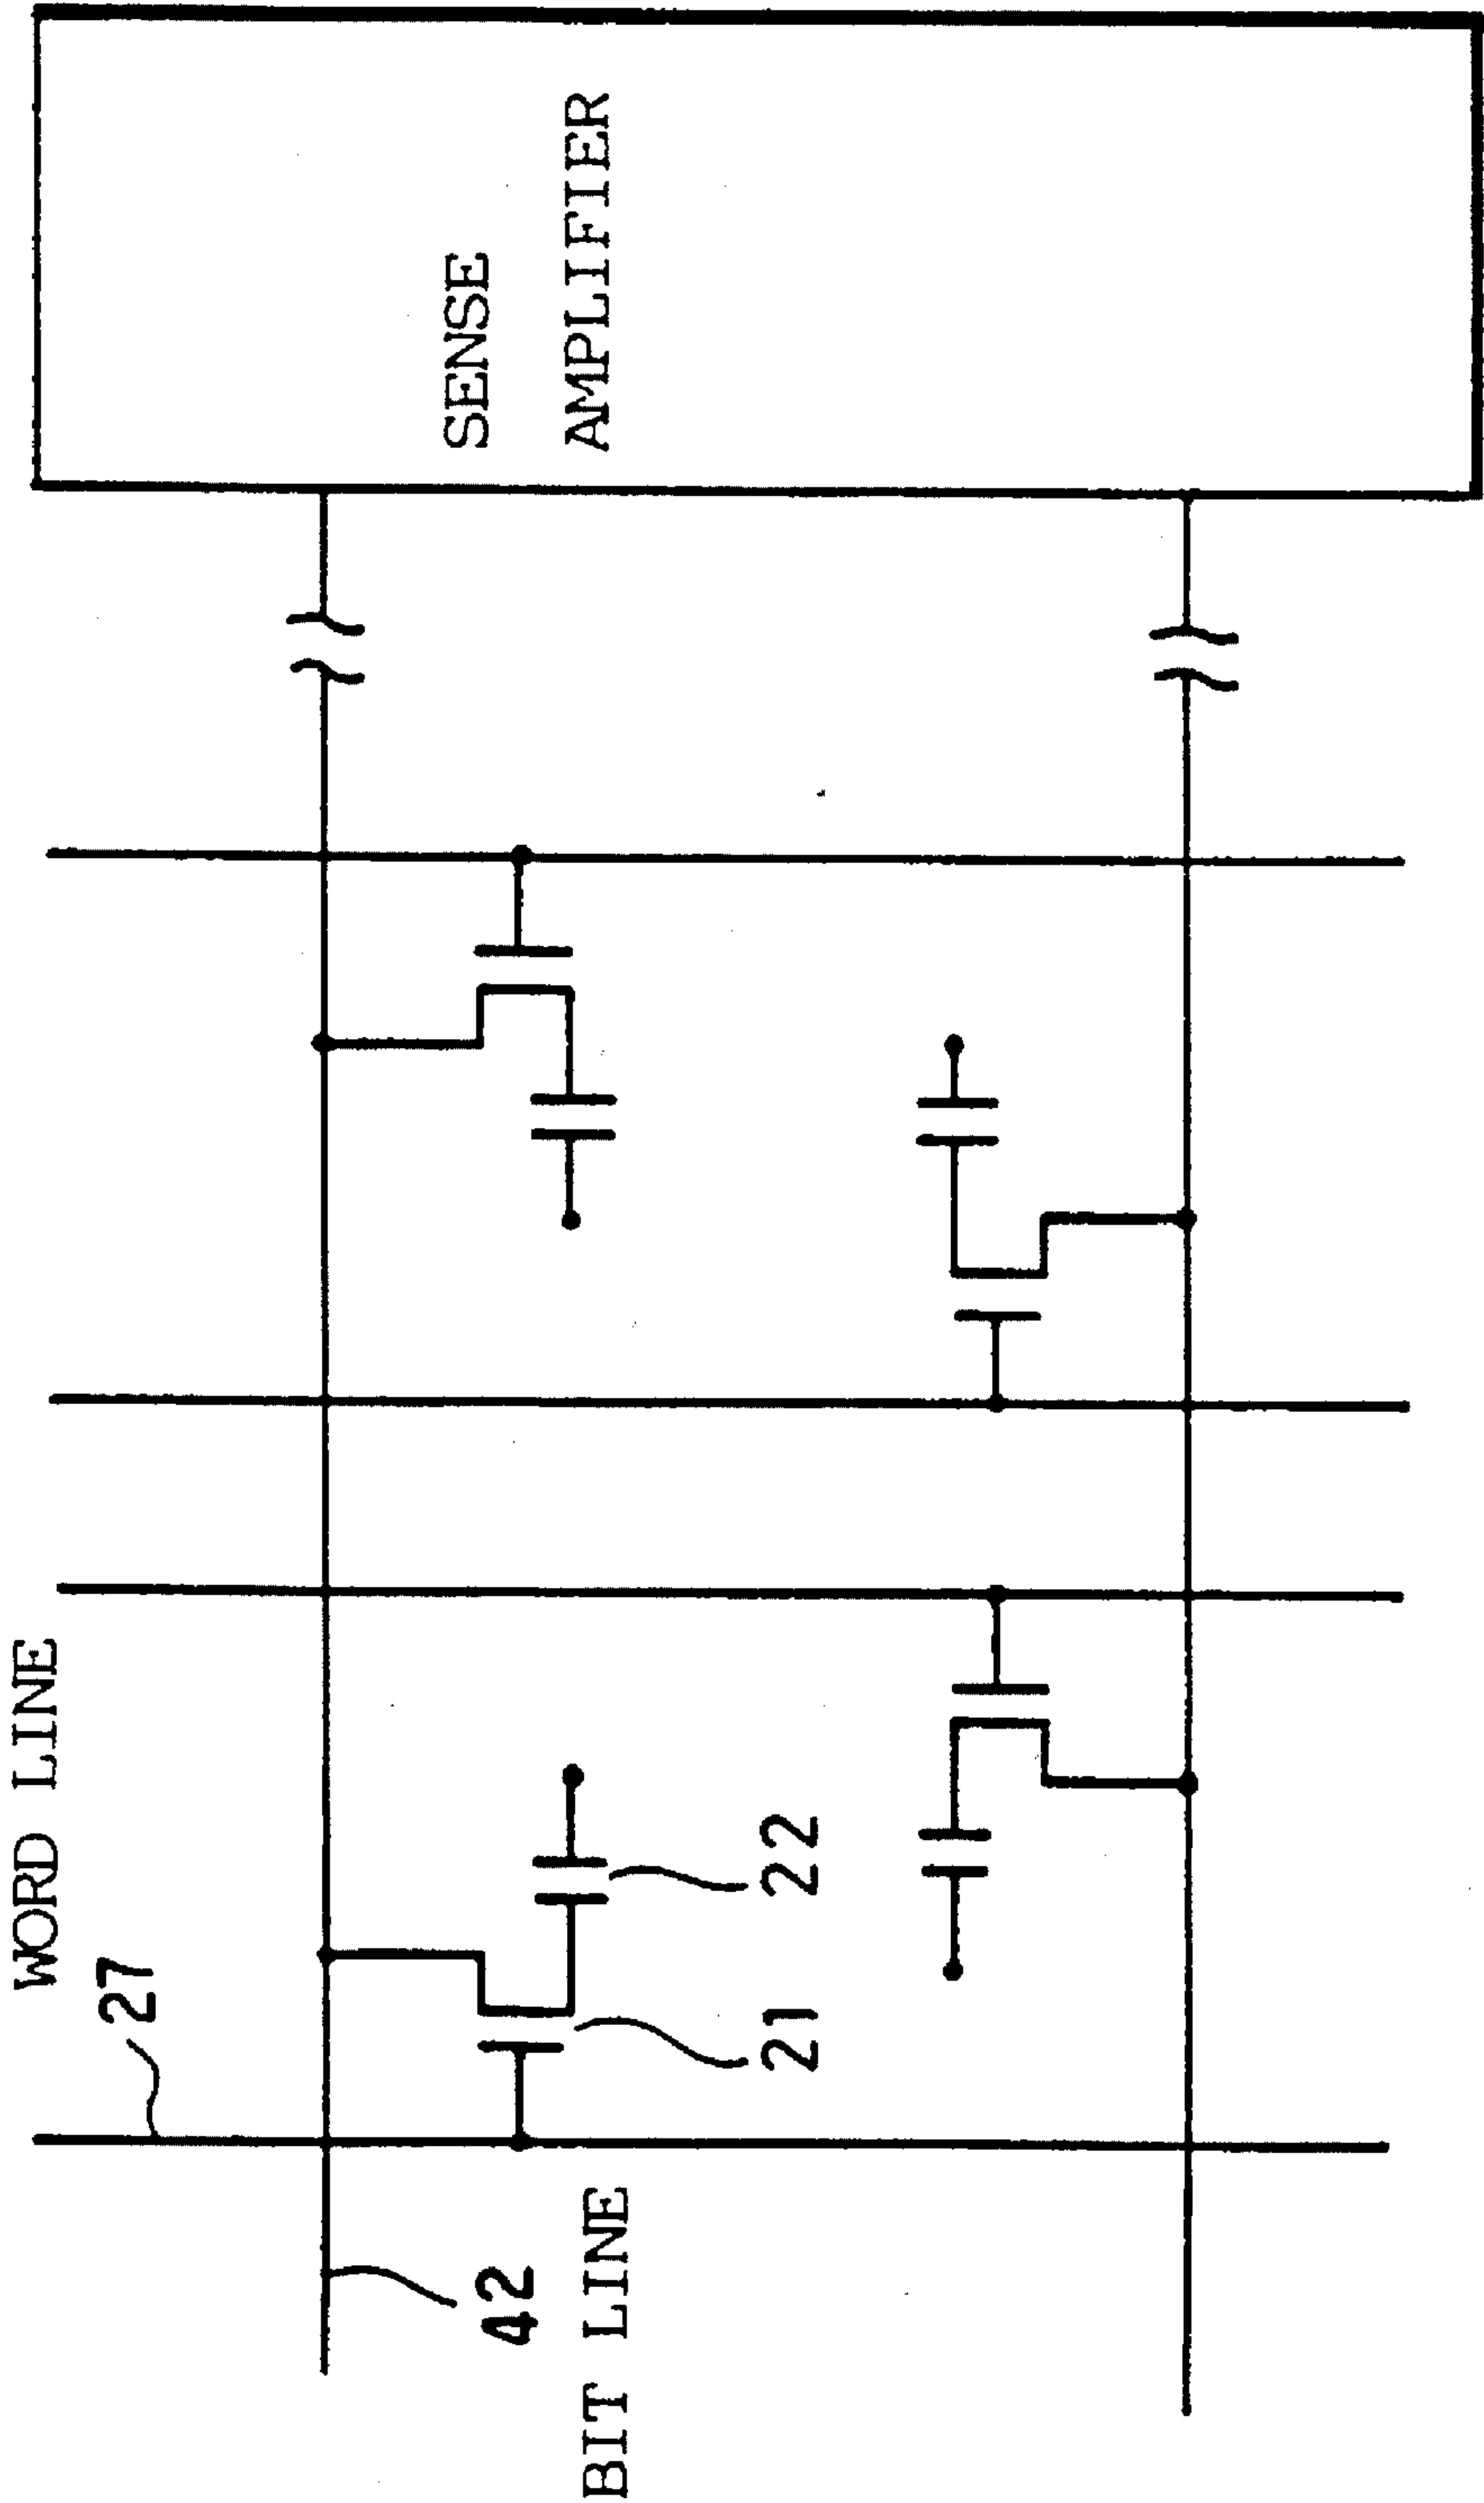 WORD LINE
27
SENSE
AMPLIFIER
42
BIT LINE
21
22